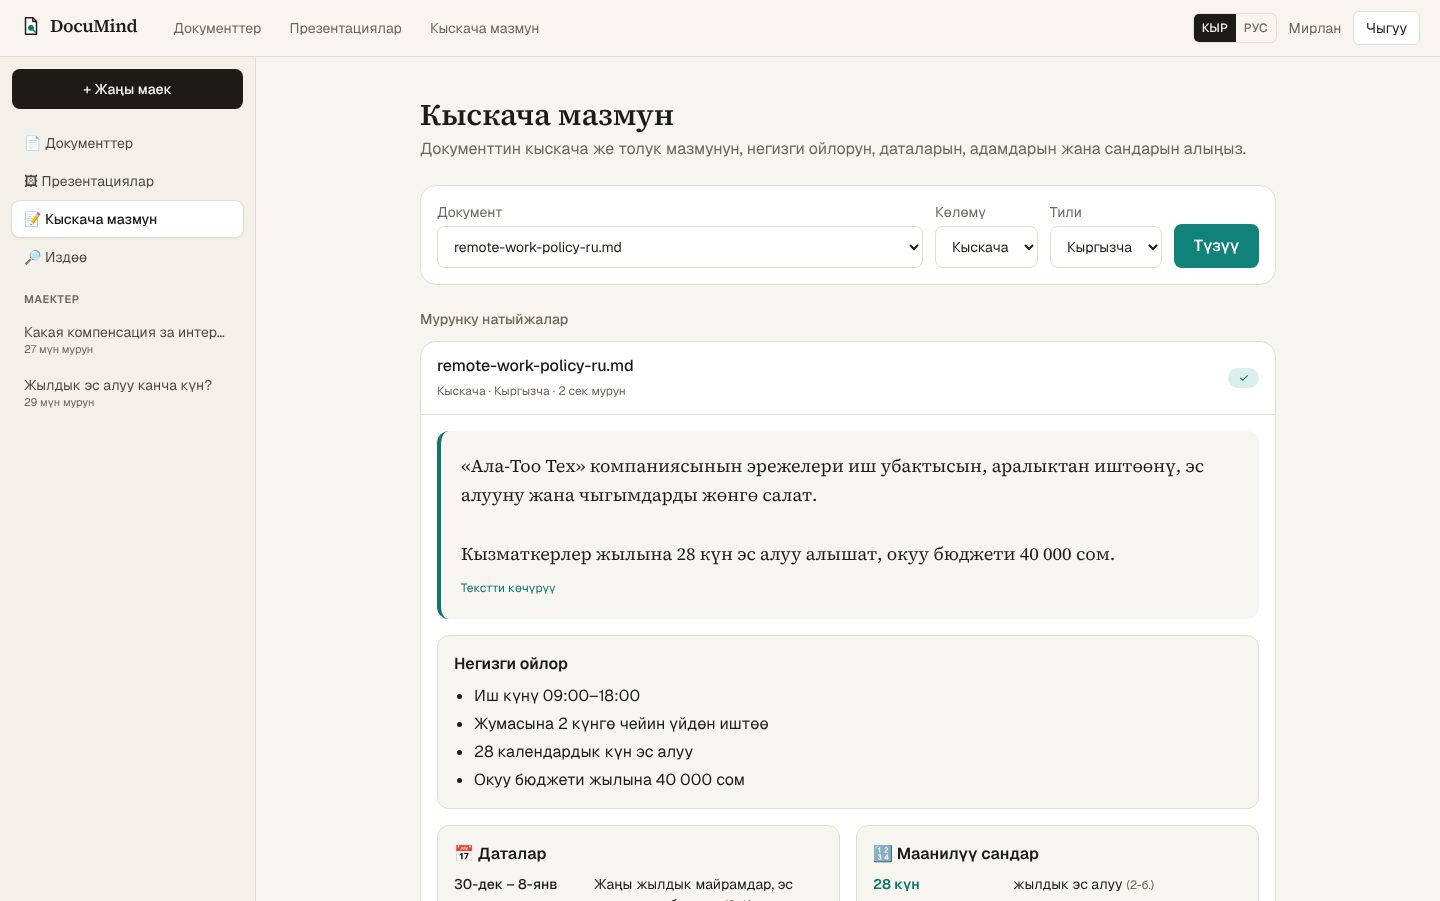 DocuMind
Документтер
Презентациялар
Кыскача мазмун
КЫР
РУС
Мирлан
Чыгуу
+ Жаңы маек
Документтер
Презентациялар
Кыскача мазмун
Издөө
МАЕКТЕР
Какая компенсация за интер...
27 мүн мурун
Жылдык эс алуу канча күн?
29 мүн мурун
Кыскача мазмун
Документтин кыскача же толук мазмунун, негизги ойлорун, даталарын, адамдарын жана сандарын алыңыз.
Документ
Көлөмү
Тили
remote-work-policy-ru.md
Кыскача
Кыргызча
Түзүү
Мурунку натыйжалар
remote-work-policy-ru.md
Кыскача · Кыргызча · 2 сек мурун
«Ала-Тоо Тех» компаниясынын эрежелери иш убактысын, аралыктан иштөөнү, эс
алууну жана чыгымдарды жөнгө салат.
Кызматкерлер жылына 28 күн эс алуу алышат, окуу бюджети 40 000 сом.
Текстти көчүрүү
Негизги ойлор
• Иш күнү 09:00–18:00
• Жумасына 2 күнгө чейин үйдөн иштөө
• 28 календардык күн эс алуу
• Окуу бюджети жылына 40 000 сом
Даталар
30-дек – 8-янв
Жаңы жылдык майрамдар, эс
Маанилүү сандар
28 күн
жылдык эс алуу (2-б.)